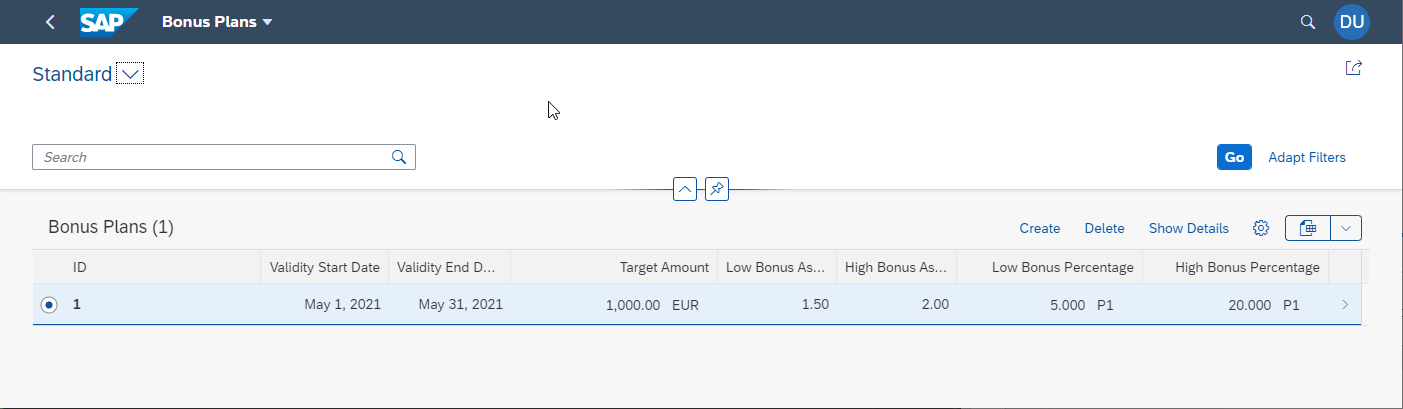 SAP Bonus Plans DU
Standard
Search Go Adapt Filters
Bonus Plans (1) Create Delete Show Details
ID Validity Start Date Validity End D... Target Amount Low Bonus As... High Bonus As... Low Bonus Percentage High Bonus Percentage
1 May 1, 2021 May 31, 2021 1,000.00 EUR 1.50 2.00 5.000 P1 20.000 P1